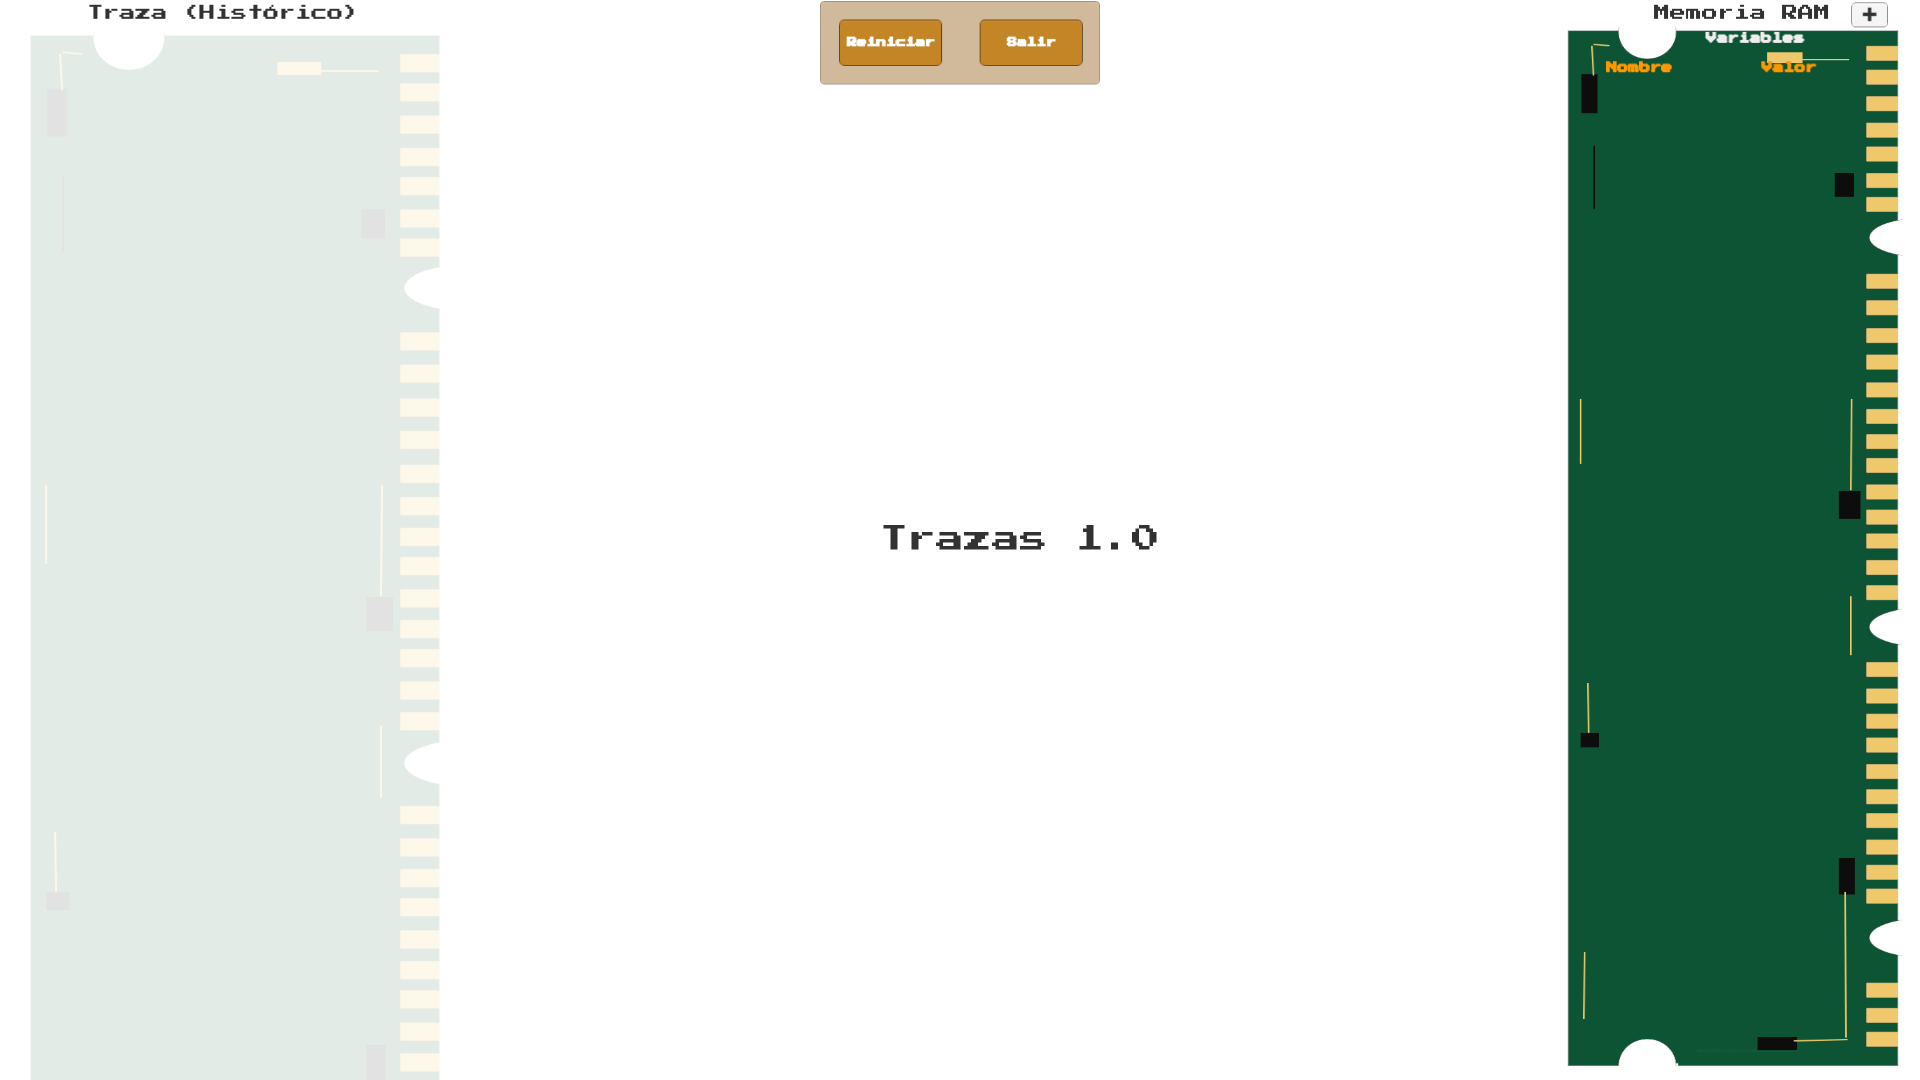 Traza (Histórico)
Reiniciar
Salir
Memoria RAM
+
Variables
Nombre
Valor
Trazas 1.0